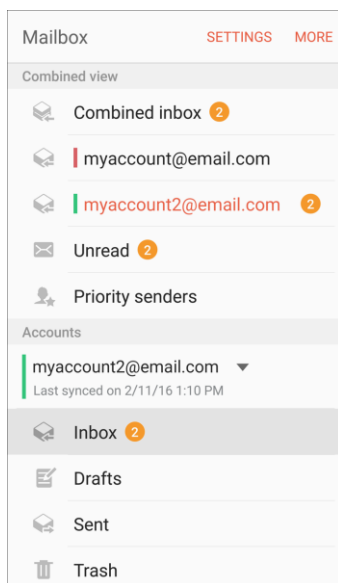 Mailbox SETTINGS MORE
Combined view
Combined inbox 2
myaccount@email.com
myaccount2@email.com 2
Unread 2
Priority senders
Accounts
myaccount2@email.com
Last synced on 2/11/16 1:10 PM
Inbox 2
Drafts
Sent
Trash